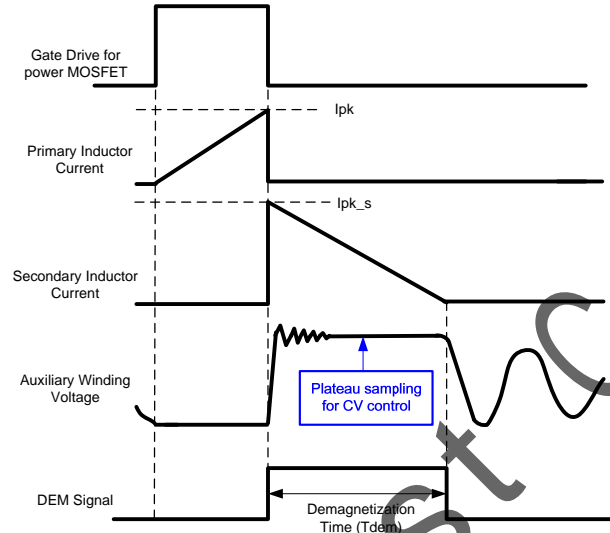 Gate Drive for
power MOSFET
Ipk
Primary Inductor
Current
Ipk_s
Secondary Inductor
Current
Auxiliary Winding
Voltage
Plateau sampling
for CV control
DEM Signal
Demagnetization
Time (Tdem)